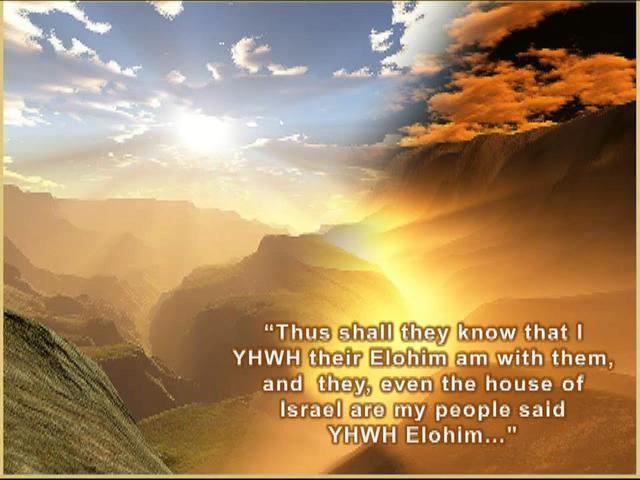 “Thus shall they know that I
YHWH their Elohim am with them,
and they, even the house of
Israel are my people said
YHWH Elohim..."